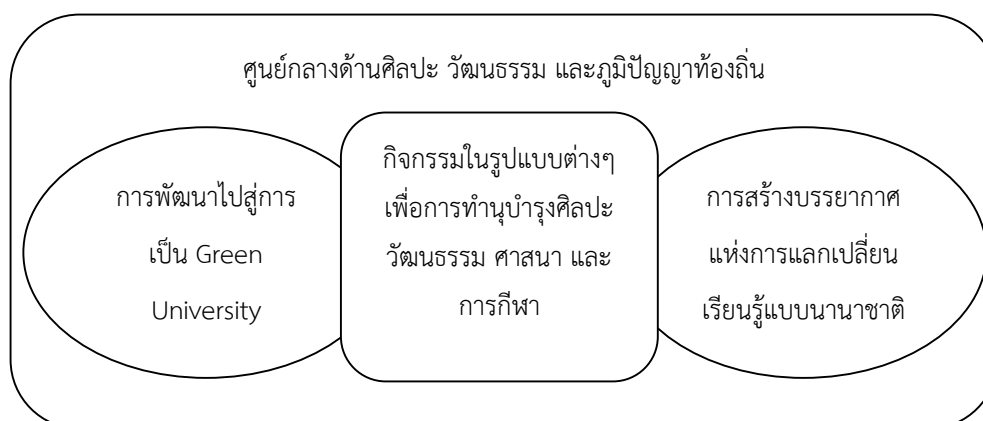 ศูนย์กลางด้านศิลปะ วัฒนธรรม และภูมิปัญญาท้องถิ่น
การพัฒนาไปสู่การ
เป็น Green
University
กิจกรรมในรูปแบบต่างๆ
เพื่อการทำนุบำรุงศิลปะ
วัฒนธรรม ศาสนา และ
การกีฬา
การสร้างบรรยากาศ
แห่งการแลกเปลี่ยน
เรียนรู้แบบนานาชาติ